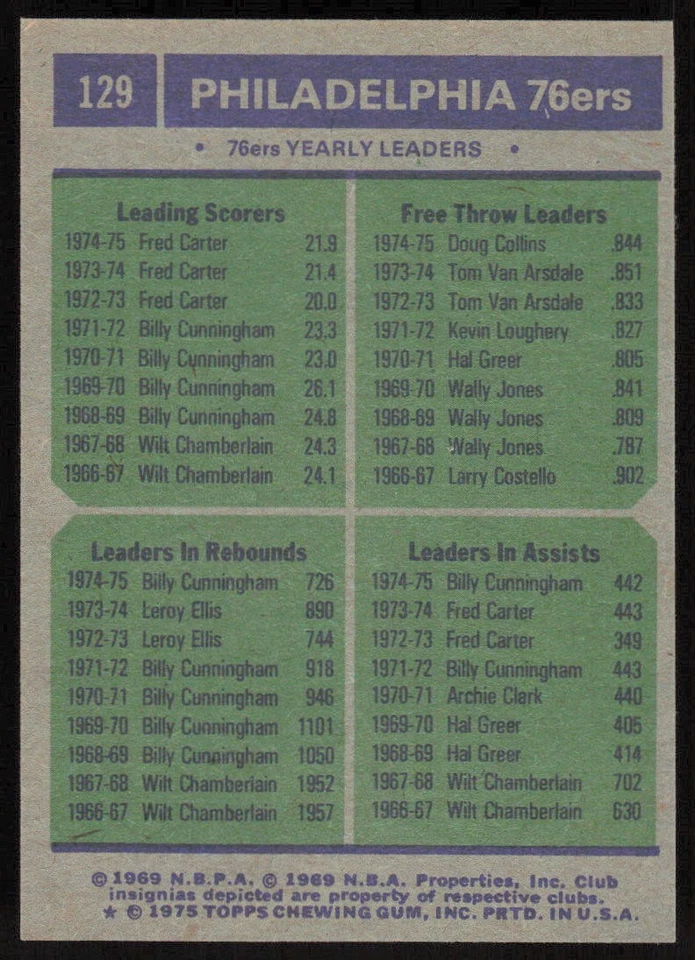 129 PHILADELPHIA 76ers
• 76ers YEARLY LEADERS •
Leading Scorers
1974-75 Fred Carter 21.9
1973-74 Fred Carter 21.4
1972-73 Fred Carter 20.0
1971-72 Billy Cunningham 23.3
1970-71 Billy Cunningham 23.0
1969-70 Billy Cunningham 26.1
1968-69 Billy Cunningham 24.8
1967-68 Wilt Chamberlain 24.3
1966-67 Wilt Chamberlain 24.1
Free Throw Leaders
1974-75 Doug Collins .844
1973-74 Tom Van Arsdale .851
1972-73 Tom Van Arsdale .833
1971-72 Kevin Loughery .827
1970-71 Hal Greer .805
1969-70 Wally Jones .841
1968-69 Wally Jones .809
1967-68 Wally Jones .787
1966-67 Larry Costello .902
Leaders In Rebounds
1974-75 Billy Cunningham 726
1973-74 Leroy Ellis 890
1972-73 Leroy Ellis 744
1971-72 Billy Cunningham 918
1970-71 Billy Cunningham 946
1969-70 Billy Cunningham 1101
1968-69 Billy Cunningham 1050
1967-68 Wilt Chamberlain 1952
1966-67 Wilt Chamberlain 1957
Leaders In Assists
1974-75 Billy Cunningham 442
1973-74 Fred Carter 443
1972-73 Fred Carter 349
1971-72 Billy Cunningham 443
1970-71 Archie Clark 440
1969-70 Hal Greer 405
1968-69 Hal Greer 414
1967-68 Wilt Chamberlain 702
1966-67 Wilt Chamberlain 630
© 1969 N.B.P.A. © 1969 N.B.A. Properties, Inc. Club
insignias depicted are property of respective clubs.
★ © 1975 TOPPS CHEWING GUM, INC. PRTD. IN U.S.A.